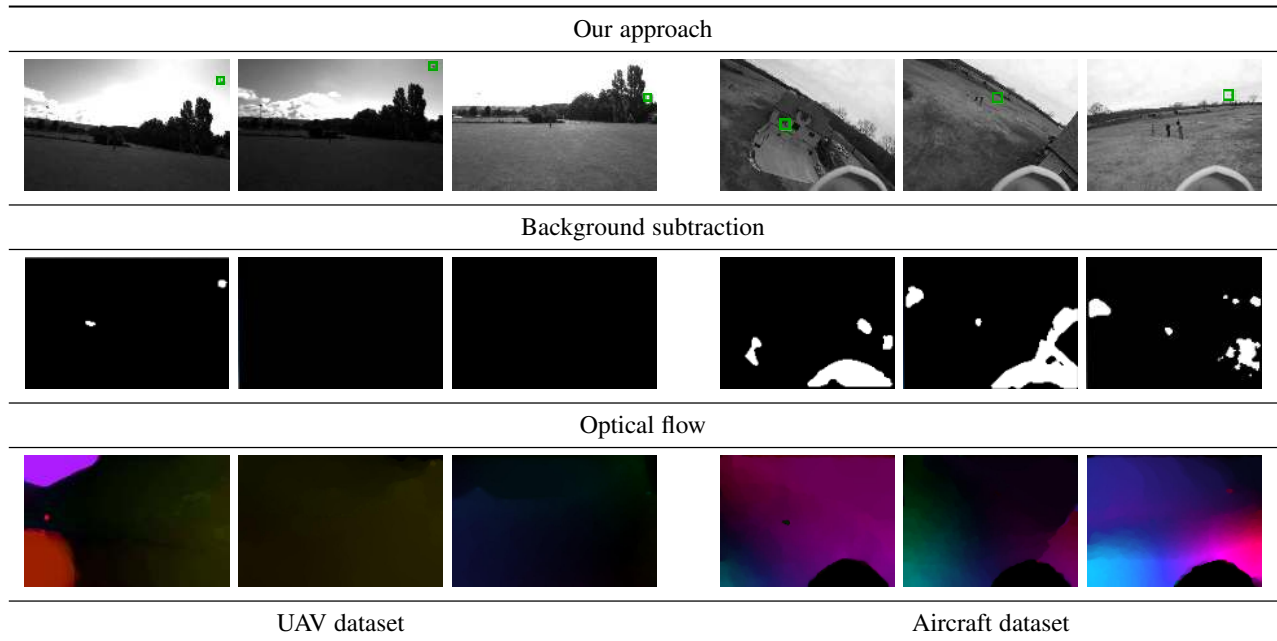 Our approach
Background subtraction
Optical flow
UAV dataset
Aircraft dataset